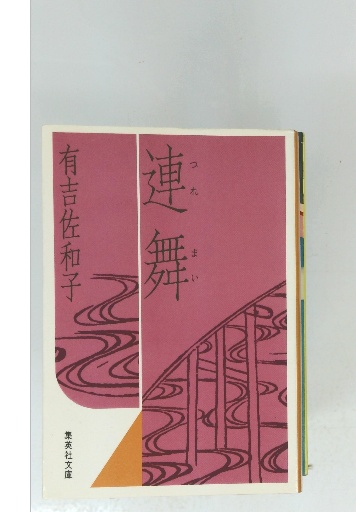 連舞
つれまい
有吉佐和子
集英社文庫